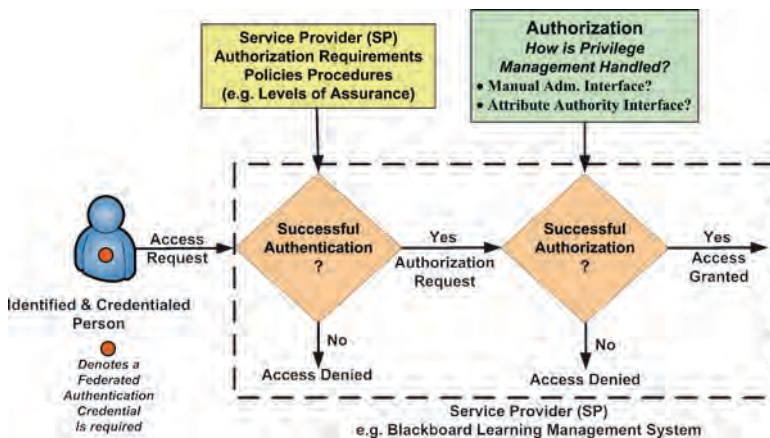 Service Provider (SP)
Authorization Requirements
Policies Procedures
(e.g. Levels of Assurance)
Authorization
How is Privilege
Management Handled?
• Manual Adm. Interface?
• Attribute Authority Interface?
Access
Request
Successful
Authentication
?
Yes
Authorization
Request
Successful
Authorization
?
Yes
Access
Granted
Identified & Credentialed
Person
No
Access Denied
No
Access Denied
Denotes a
Federated
Authentication
Credential
Is required
Service Provider (SP)
e.g. Blackboard Learning Management System